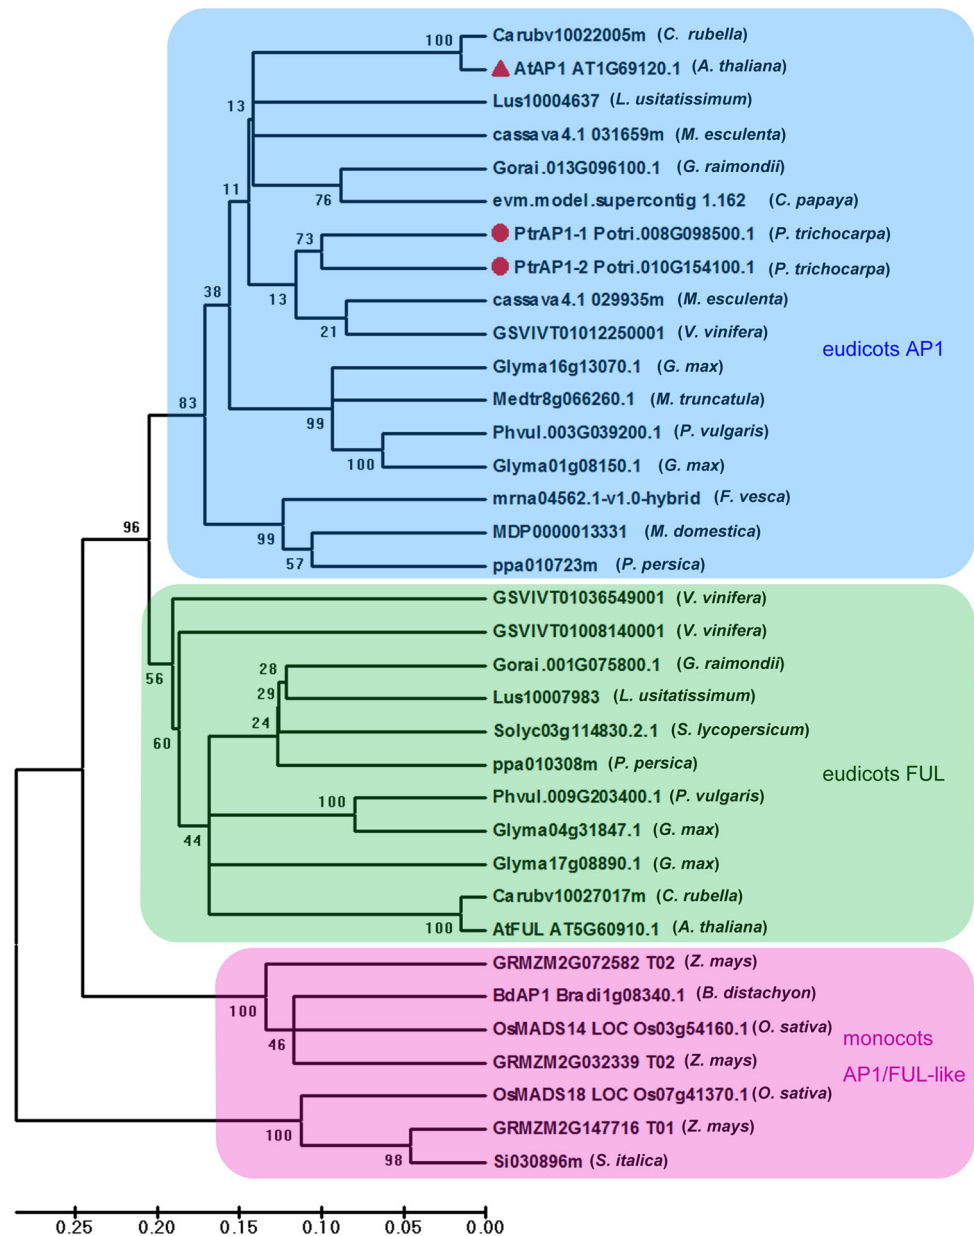 100 Carubv10022005m (C. rubella)
AtAP1 AT1G69120.1 (A. thaliana)
13 Lus10004637 (L. usitatissimum)
cassava4.1 031659m (M. esculenta)
Gorai.013G096100.1 (G. raimondii)
11 76 evm.model.supercontig 1.162 (C. papaya)
73 PtrAP1-1 Potri.008G098500.1 (P. trichocarpa)
PtrAP1-2 Potri.010G154100.1 (P. trichocarpa)
38 13 cassava4.1 029935m (M. esculenta)
21 GSVIVT01012250001 (V. vinifera)
eudicots AP1
Glyma16g13070.1 (G. max)
83 99 Medtr8g066260.1 (M. truncatula)
Phvul.003G039200.1 (P. vulgaris)
100 Glyma01g08150.1 (G. max)
mrna04562.1-v1.0-hybrid (F. vesca)
96 99 MDP0000013331 (M. domestica)
57 ppa010723m (P. persica)
GSVIVT01036549001 (V. vinifera)
GSVIVT01008140001 (V. vinifera)
56 28 Gorai.001G075800.1 (G. raimondii)
29 Lus10007983 (L. usitatissimum)
24 Solyc03g114830.2.1 (S. lycopersicum)
60 ppa010308m (P. persica)
eudicots FUL
100 Phvul.009G203400.1 (P. vulgaris)
44 Glyma04g31847.1 (G. max)
Glyma17g08890.1 (G. max)
Carubv10027017m (C. rubella)
100 AtFUL AT5G60910.1 (A. thaliana)
GRMZM2G072582 T02 (Z. mays)
100 BdAP1 Bradi1g08340.1 (B. distachyon)
46 OsMADS14 LOC Os03g54160.1 (O. sativa)
monocots
GRMZM2G032339 T02 (Z. mays)
AP1/FUL-like
OsMADS18 LOC Os07g41370.1 (O. sativa)
100 GRMZM2G147716 T01 (Z. mays)
98 Si030896m (S. italica)
0.25 0.20 0.15 0.10 0.05 0.00